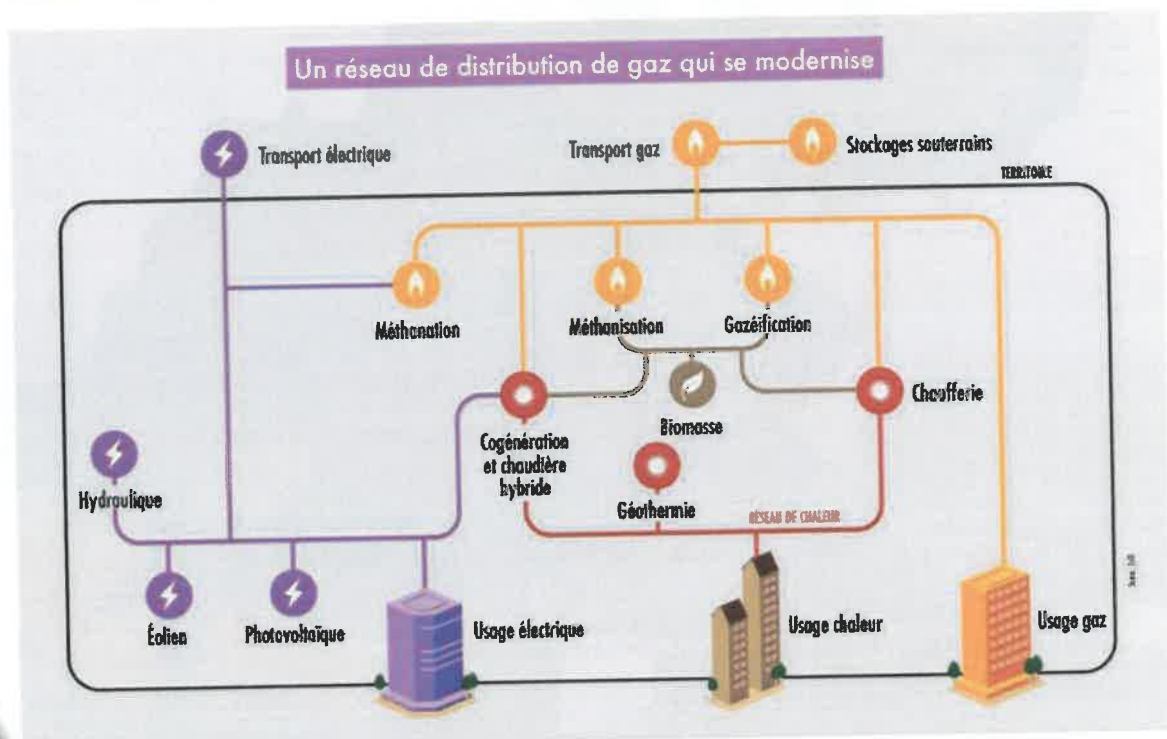 Un réseau de distribution de gaz qui se modernise
Transport électrique
Transport gaz
Stockages souterrains
TERRITOIRE
Méthanation
Méthanisation
Gazéification
Cogénération
et chaudière
hybride
Biomasse
Chaufferie
Hydraulique
Géothermie
RÉSEAU DE CHALEUR
Éolien
Photovoltaïque
Usage électrique
Usage chaleur
Usage gaz